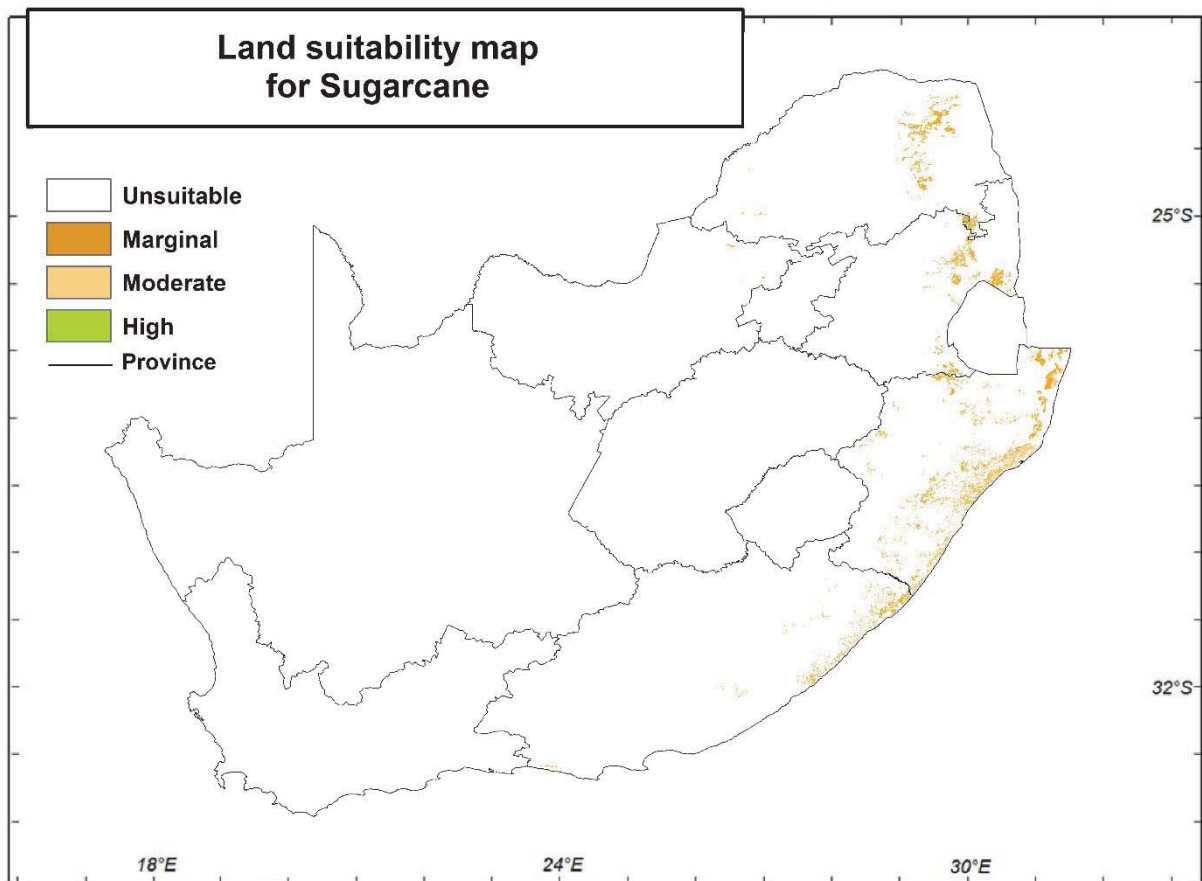 Land suitability map
for Sugarcane
Unsuitable
Marginal
Moderate
High
Province
25°S
32°S
18°E
24°E
30°E